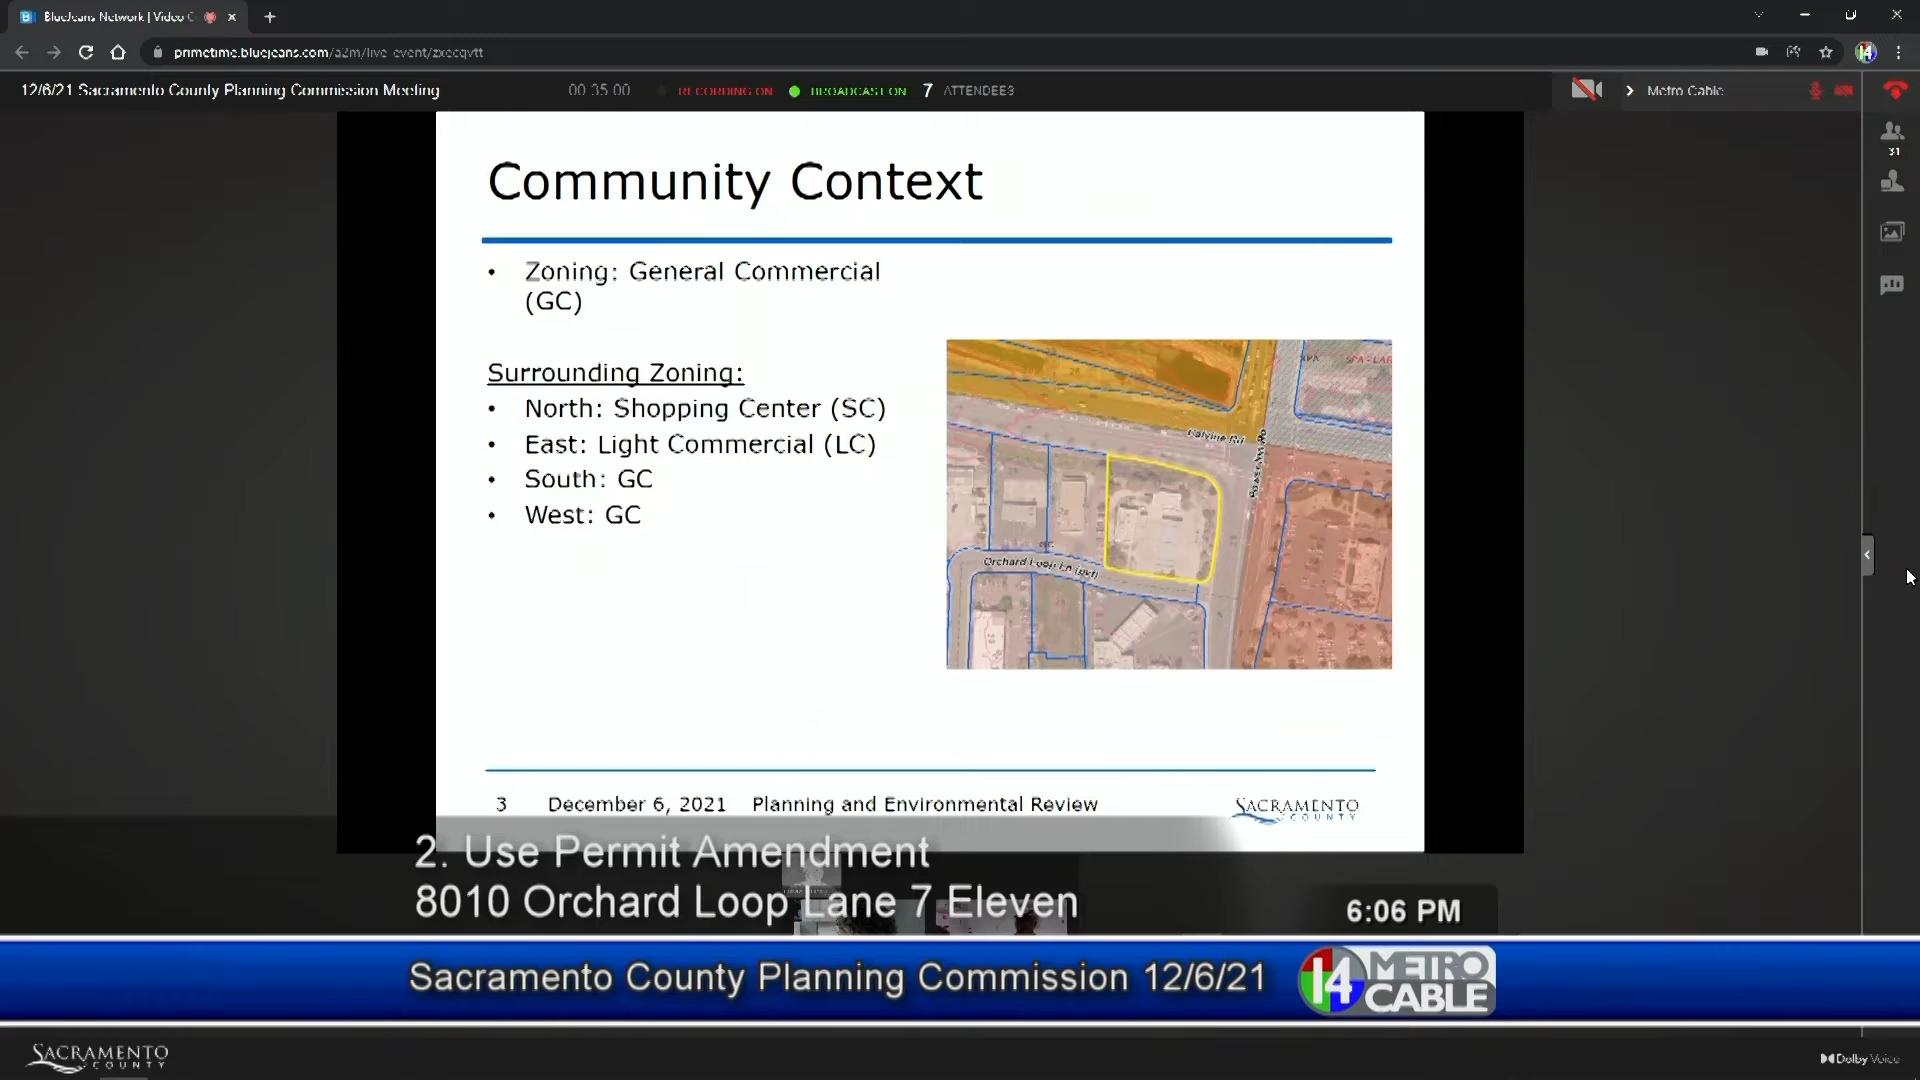 BlueJeans Network | Video C
primetime.bluejeans.com/a2m/live-event/zxecqvtt
12/6/21 Sacramento County Planning Commission Meeting
00:35:00
RECORDING ON
BROADCAST ON
7 ATTENDEES
Metro Cable
31
Community Context
• Zoning: General Commercial
(GC)
Surrounding Zoning:
• North: Shopping Center (SC)
• East: Light Commercial (LC)
• South: GC
• West: GC
Calvine Rd
Power Inn Rd
Orchard Loop Ln (pvt)
3 December 6, 2021 Planning and Environmental Review
SACRAMENTO
COUNTY
2. Use Permit Amendment
8010 Orchard Loop Lane 7 Eleven
6:06 PM
Sacramento County Planning Commission 12/6/21
14 METRO
CABLE
SACRAMENTO
COUNTY
Dolby Voice